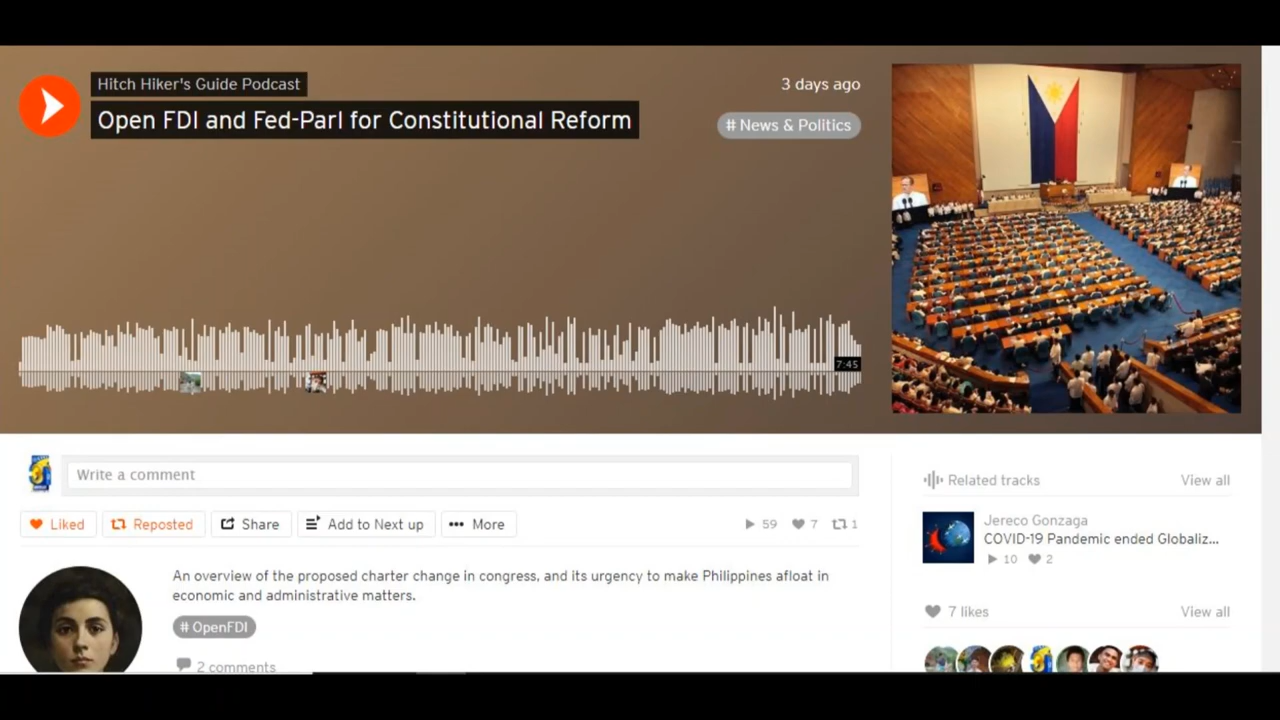 Hitch Hiker's Guide Podcast
3 days ago
Open FDI and Fed-Parl for Constitutional Reform
# News & Politics
7:45
Write a comment
Liked
Reposted
Share
Add to Next up
More
59
7
1
An overview of the proposed charter change in congress, and its urgency to make Philippines afloat in
economic and administrative matters.
# OpenFDI
2 comments
Related tracks
View all
Jereco Gonzaga
COVID-19 Pandemic ended Globaliz...
10
2
7 likes
View all